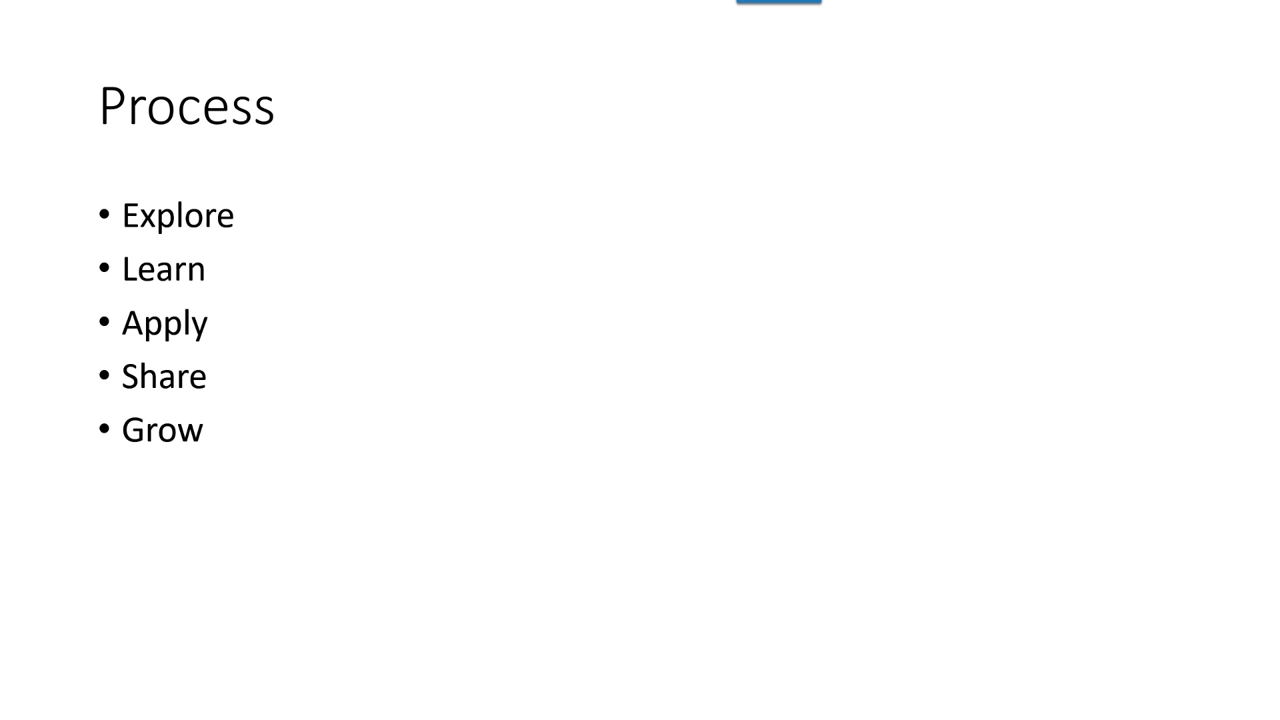 Process
• Explore
• Learn
• Apply
• Share
• Grow